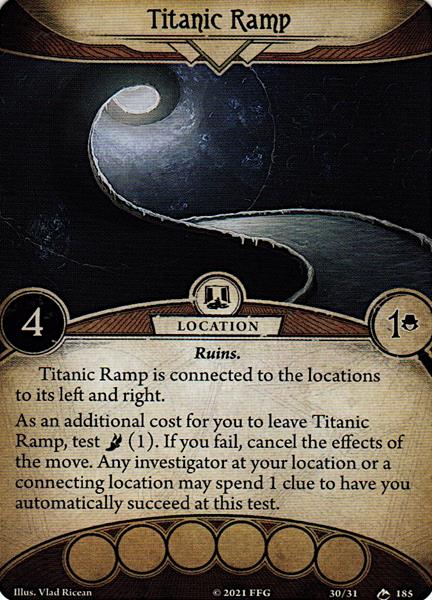 Titanic Ramp
4
1
LOCATION
Ruins.
Titanic Ramp is connected to the locations
to its left and right.
As an additional cost for you to leave Titanic
Ramp, test (1). If you fail, cancel the effects of
the move. Any investigator at your location or a
connecting location may spend 1 clue to have you
automatically succeed at this test.
Illus. Vlad Ricean © 2021 FFG 30/31 185